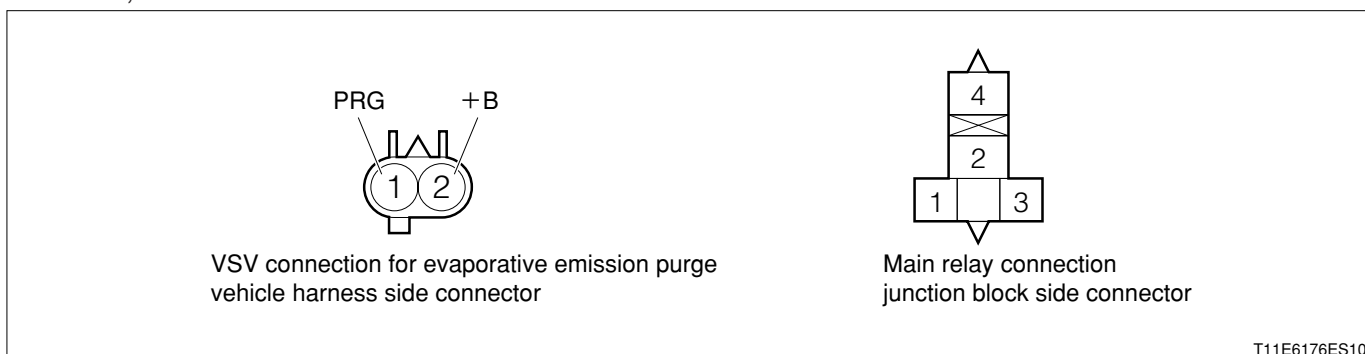 PRG +B
1 2
VSV connection for evaporative emission purge
vehicle harness side connector
4
2
1 3
Main relay connection
junction block side connector
T11E6176ES10